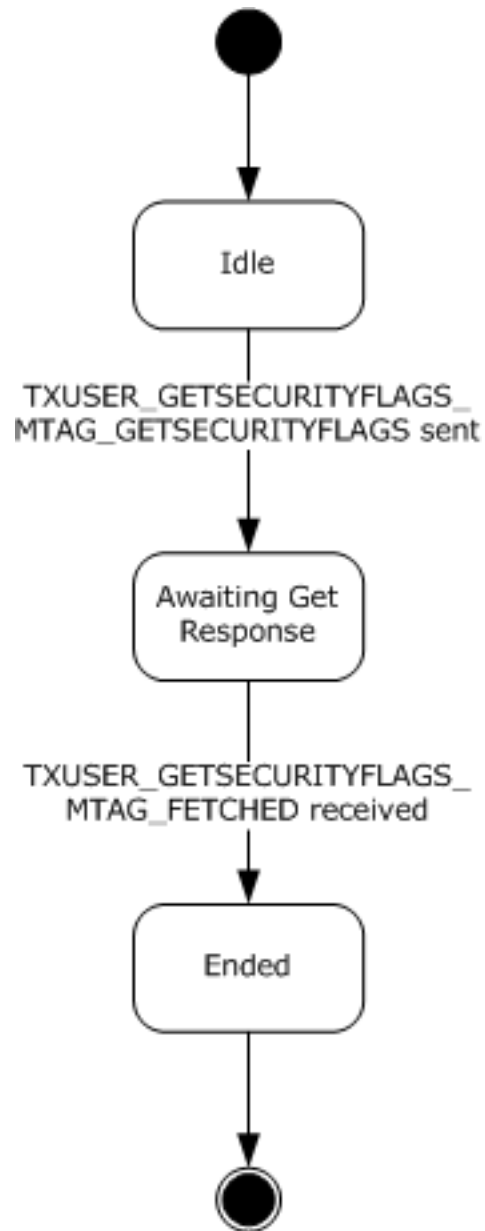 Idle
TXUSER_GETSECURITYFLAGS_
MTAG_GETSECURITYFLAGS sent
Awaiting Get
Response
TXUSER_GETSECURITYFLAGS_
MTAG_FETCHED received
Ended